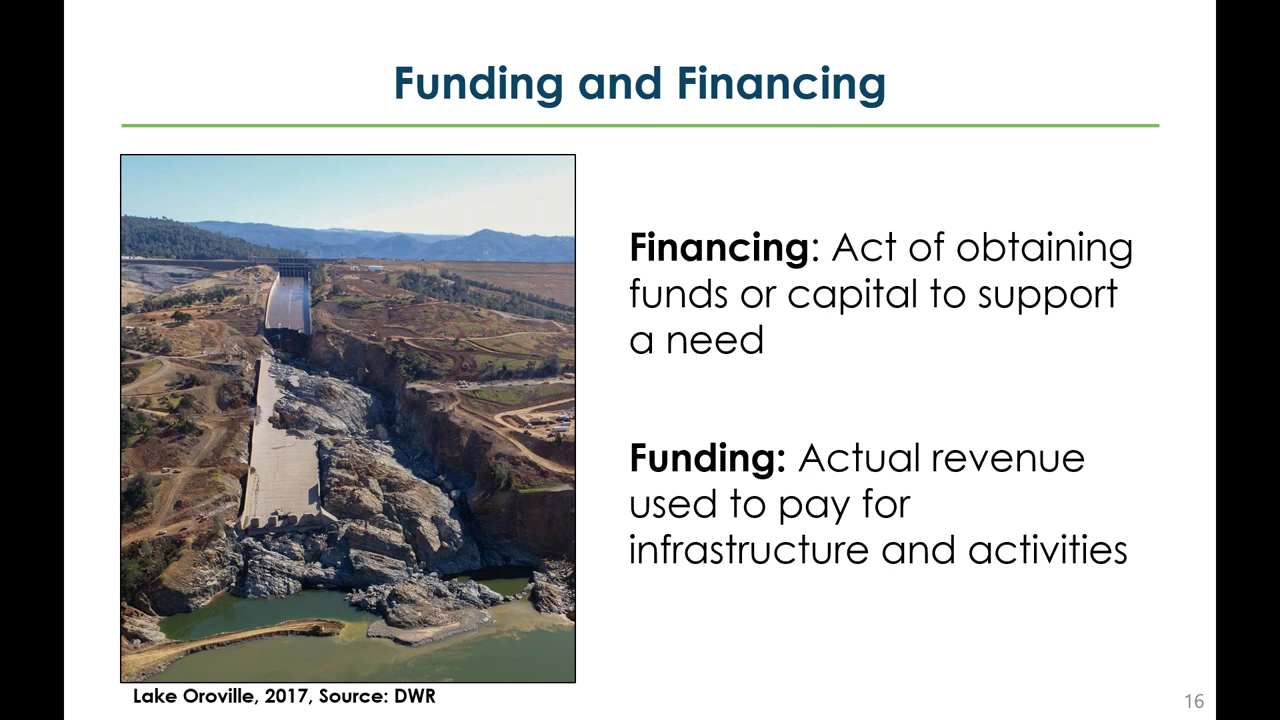 Funding and Financing
Financing: Act of obtaining
funds or capital to support
a need
Funding: Actual revenue
used to pay for
infrastructure and activities
Lake Oroville, 2017, Source: DWR
16